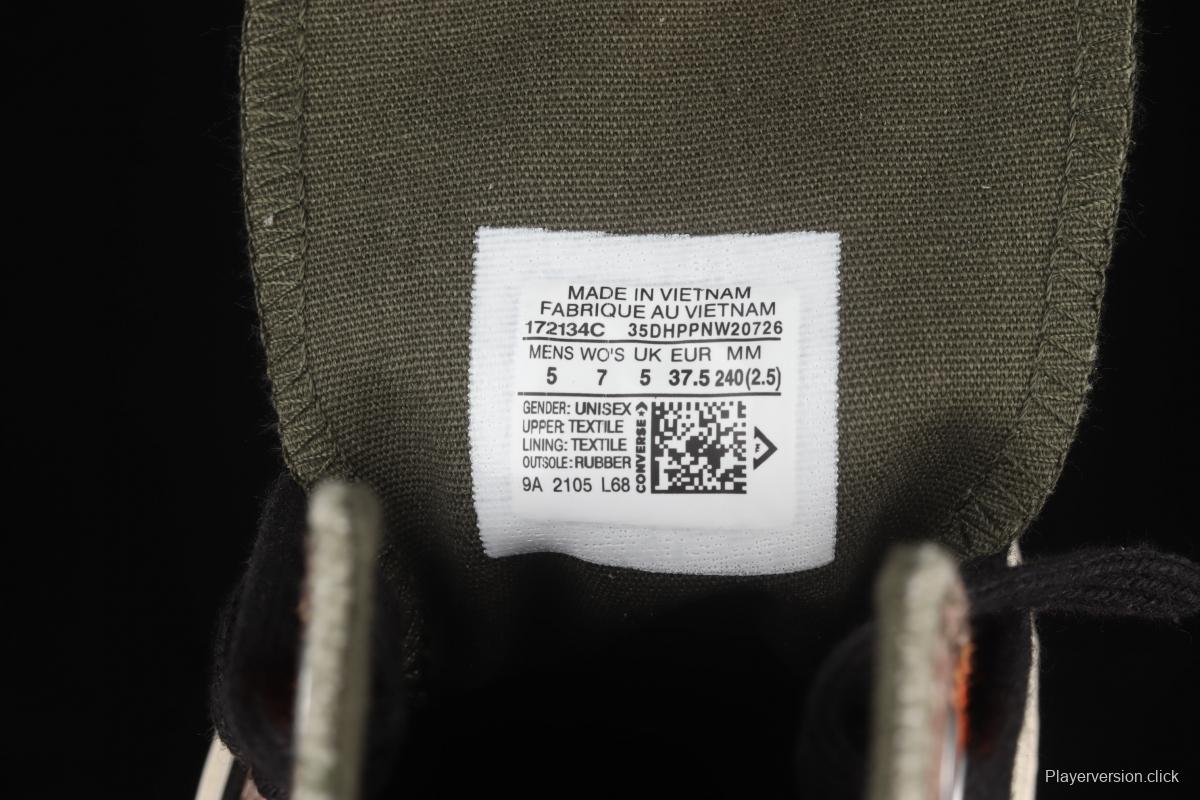 MADE IN VIETNAM
FABRIQUE AU VIETNAM
172134C 35DHPPNW20726
MENS WO'S UK EUR MM
5 7 5 37.5 240(2.5)
GENDER: UNISEX
UPPER: TEXTILE
LINING: TEXTILE
OUTSOLE: RUBBER
9A 2105 L68
CONVERSE
Playerversion.click